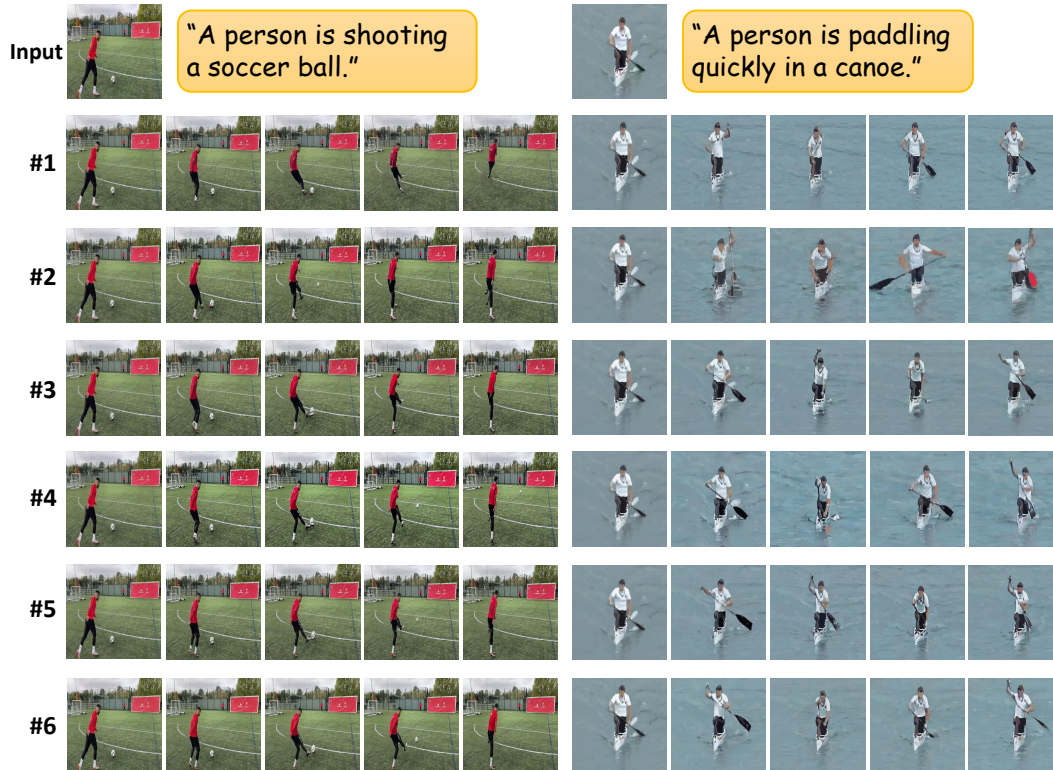 Input
“A person is shooting
a soccer ball.”
“A person is paddling
quickly in a canoe.”
#1
#2
#3
#4
#5
#6